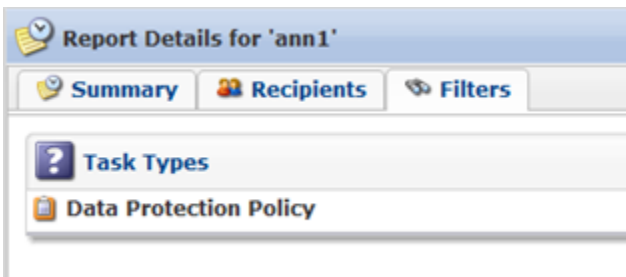 Report Details for 'ann1'
Summary Recipients Filters
? Task Types
Data Protection Policy